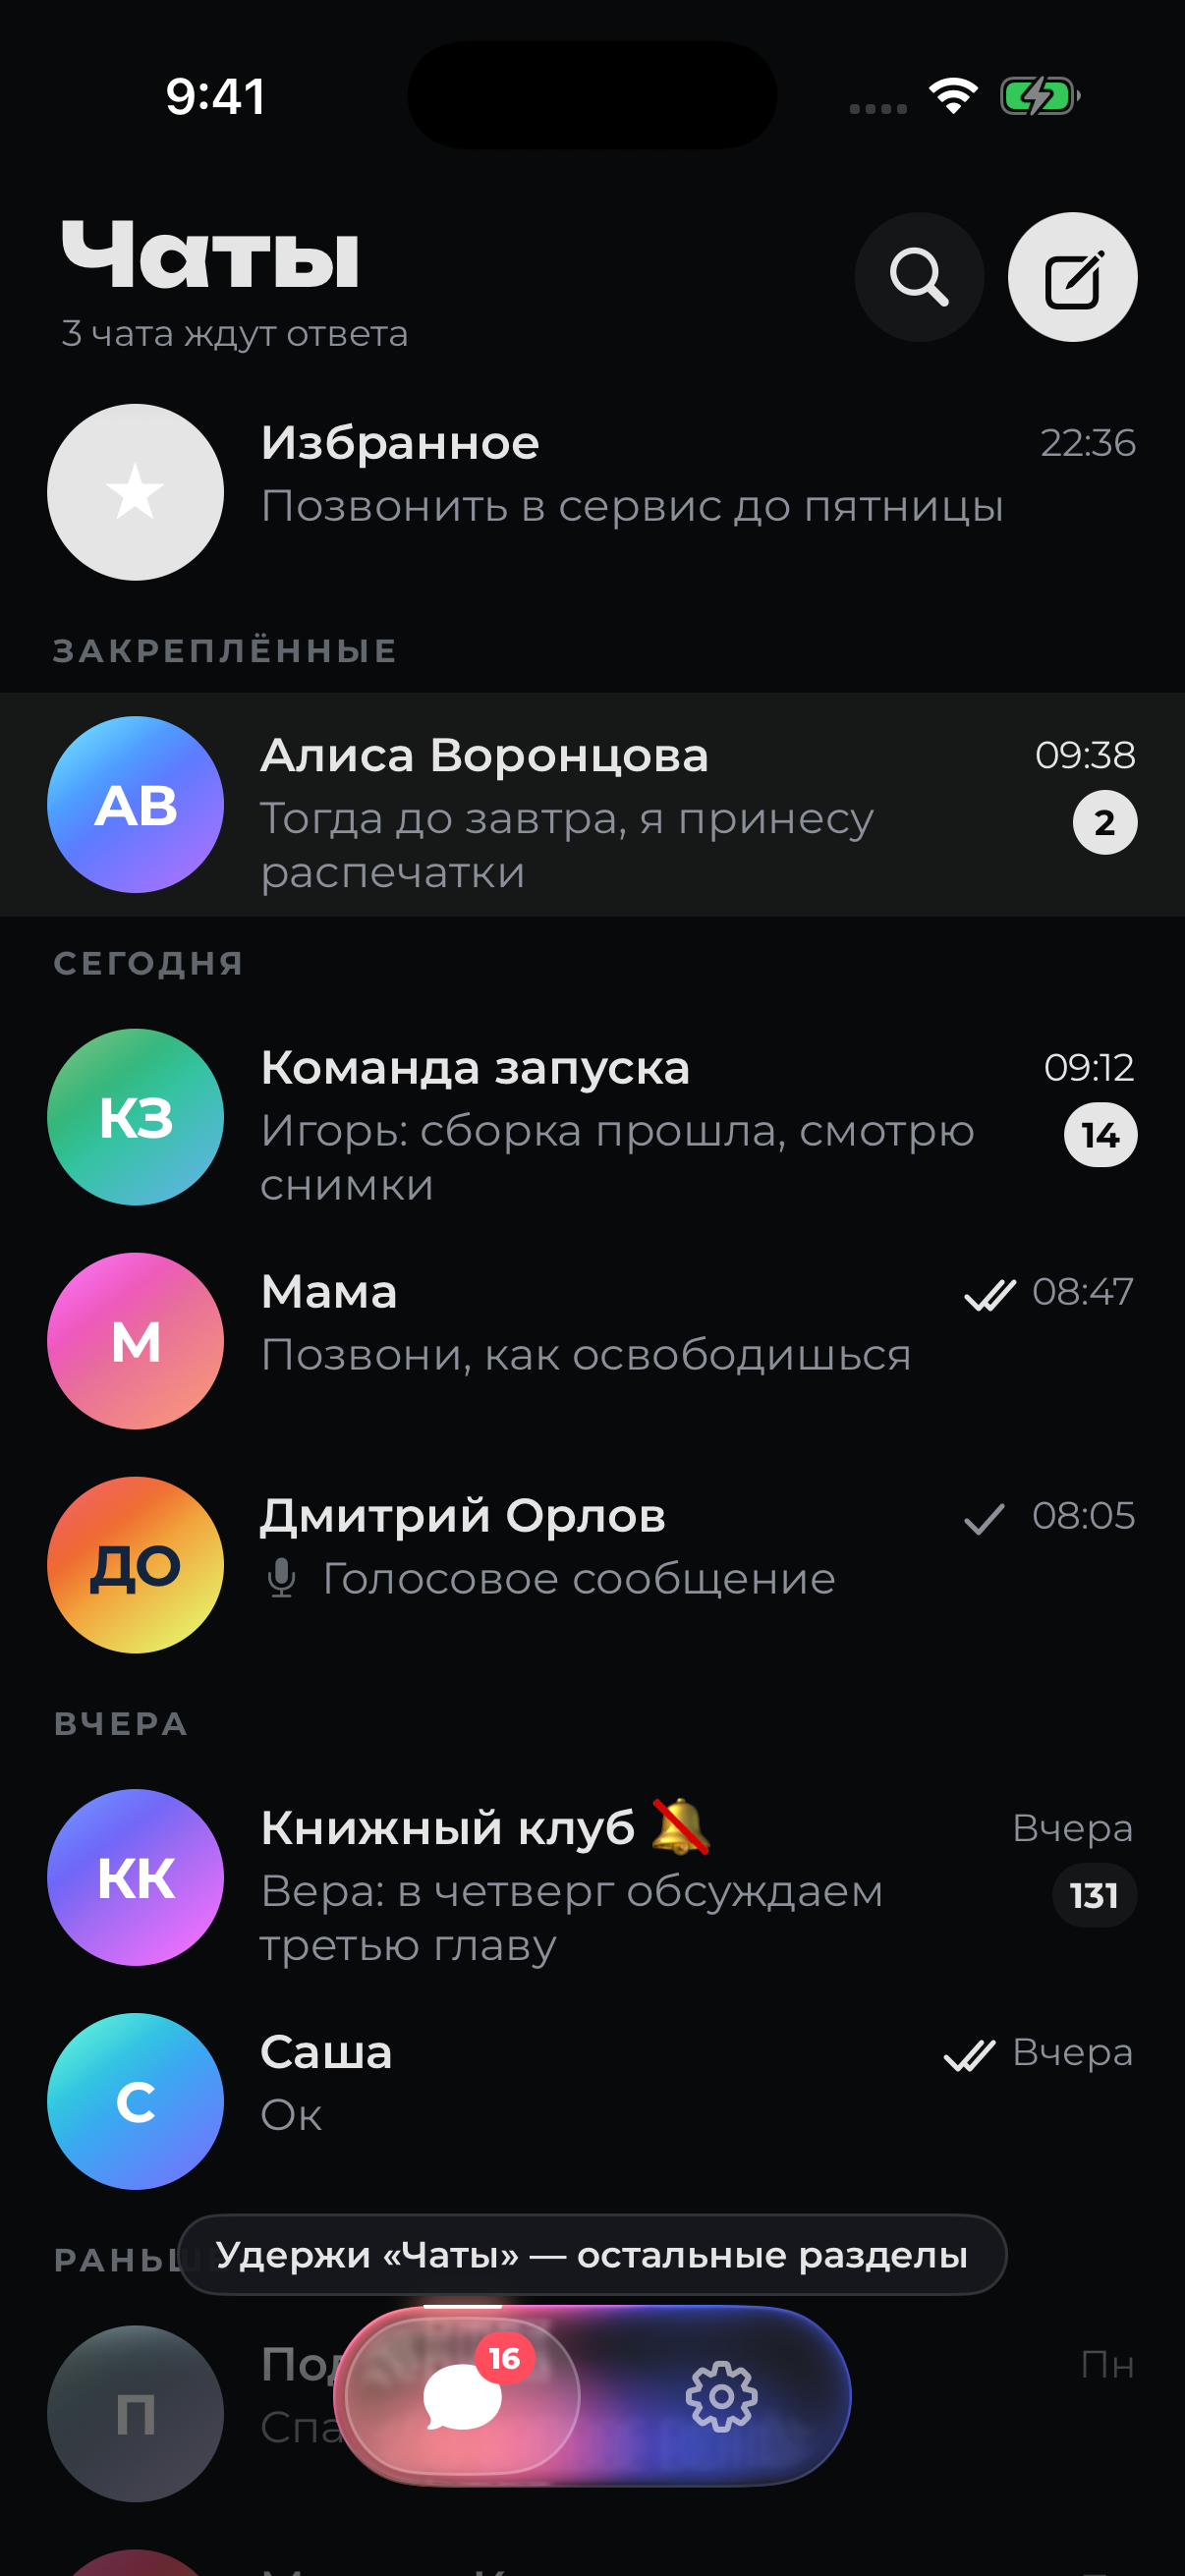 9:41
Чаты
3 чата ждут ответа
Избранное
22:36
Позвонить в сервис до пятницы
ЗАКРЕПЛЁННЫЕ
АВ
Алиса Воронцова
09:38
Тогда до завтра, я принесу
2
распечатки
СЕГОДНЯ
КЗ
Команда запуска
09:12
Игорь: сборка прошла, смотрю
14
снимки
М
Мама
08:47
Позвони, как освободишься
ДО
Дмитрий Орлов
08:05
Голосовое сообщение
ВЧЕРА
КК
Книжный клуб
Вчера
Вера: в четверг обсуждаем
131
третью главу
С
Саша
Вчера
Ок
Удержи «Чаты» — остальные разделы
16
П
Пн